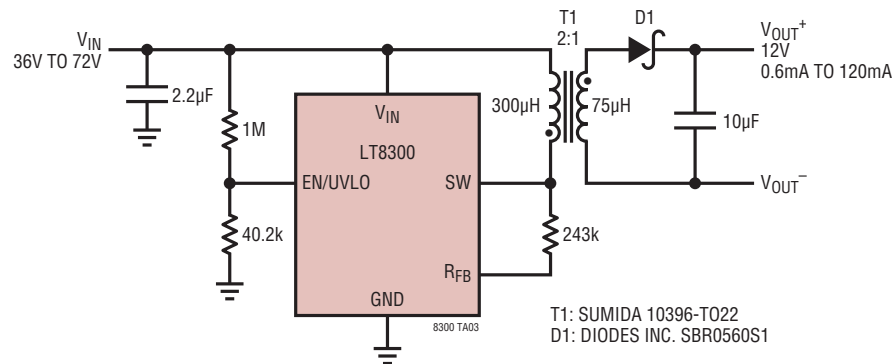 T1
2:1
D1
VIN
36V TO 72V
VOUT+
12V
0.6mA TO 120mA
2.2µF
1M
VIN
LT8300
300µH
75µH
10µF
EN/UVLO
SW
VOUT–
40.2k
243k
RFB
GND
8300 TA03
T1: SUMIDA 10396-TO22
D1: DIODES INC. SBR0560S1